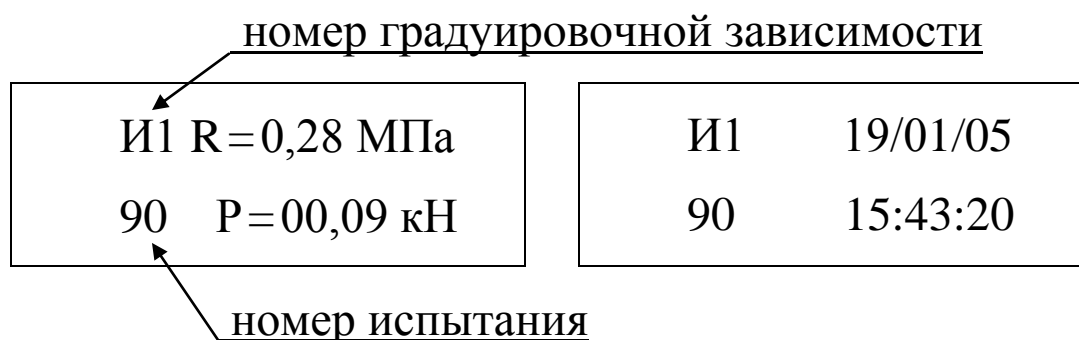 номер градуировочной зависимости
И1 R=0,28 МПа
90 P=00,09 кН
И1 19/01/05
90 15:43:20
номер испытания